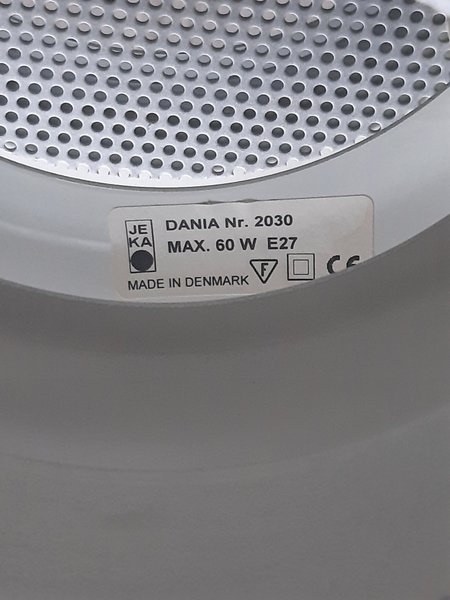 JE
KA
DANIA Nr. 2030
MAX. 60 W E27
MADE IN DENMARK F CE